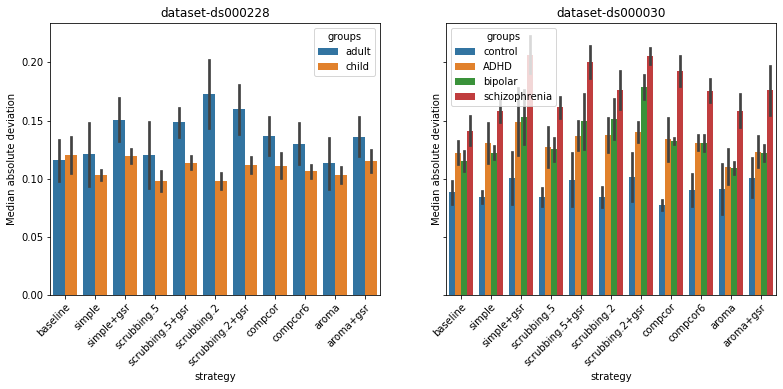 dataset-ds000228
Median absolute deviation
0.20
0.15
0.10
0.05
0.00
groups
adult
child
baseline
simple
simple+gsr
scrubbing.5
scrubbing.5+gsr
scrubbing.2
scrubbing.2+gsr
compcor
compcor6
aroma
aroma+gsr
strategy
dataset-ds000030
Median absolute deviation
groups
control
ADHD
bipolar
schizophrenia
baseline
simple
simple+gsr
scrubbing.5
scrubbing.5+gsr
scrubbing.2
scrubbing.2+gsr
compcor
compcor6
aroma
aroma+gsr
strategy